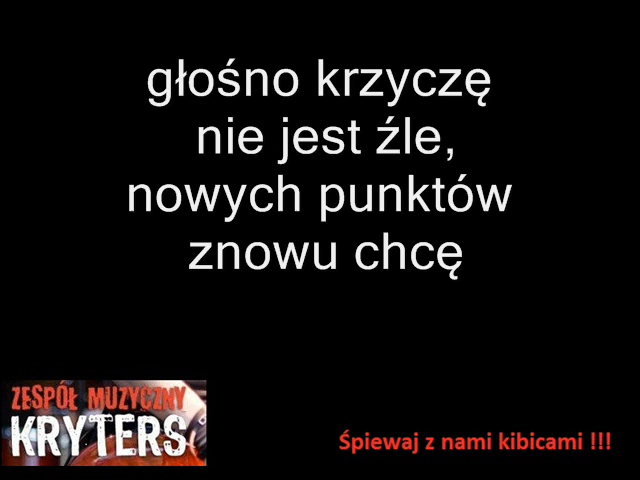 głośno krzyczę
nie jest źle,
nowych punktów
znowu chcę
ZESPÓŁ MUZYCZNY
KRYTERS
Śpiewaj z nami kibicami !!!